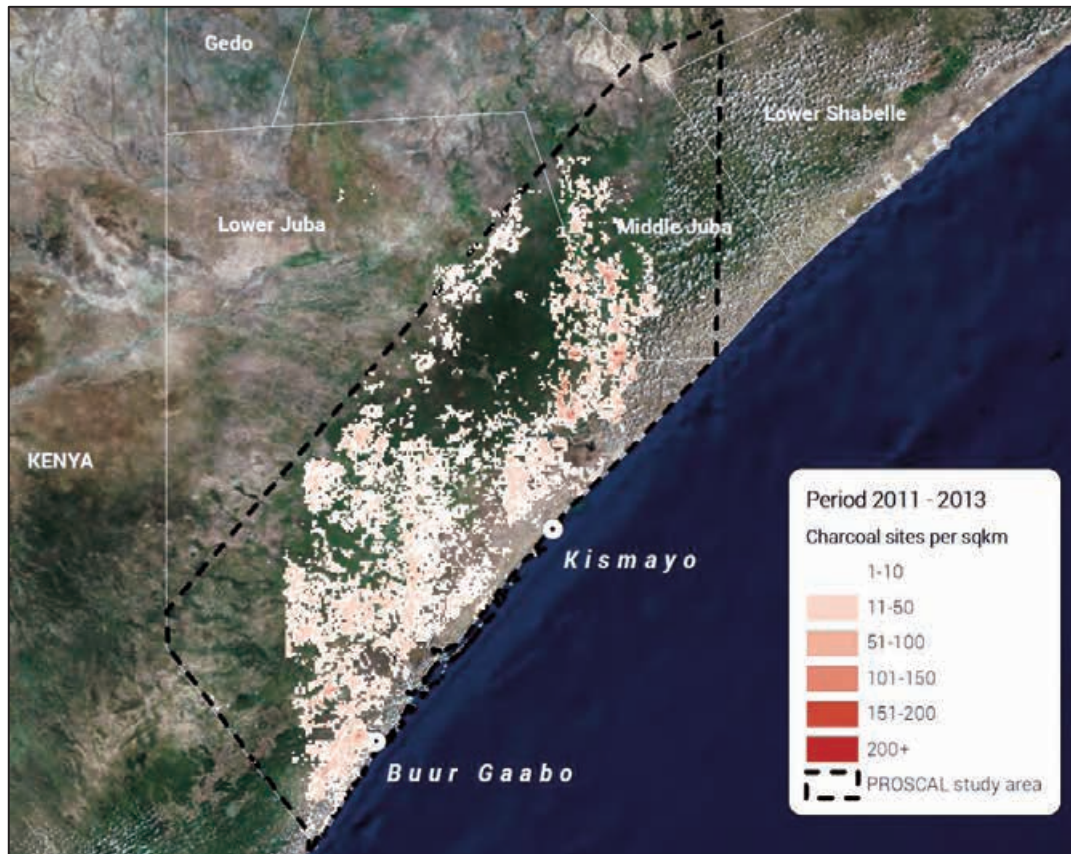 Gedo
Lower Shabelle
Lower Juba
Middle Juba
KENYA
Kismayo
Buur Gaabo
Period 2011 - 2013
Charcoal sites per sqkm
1-10
11-50
51-100
101-150
151-200
200+
PROSCAL study area